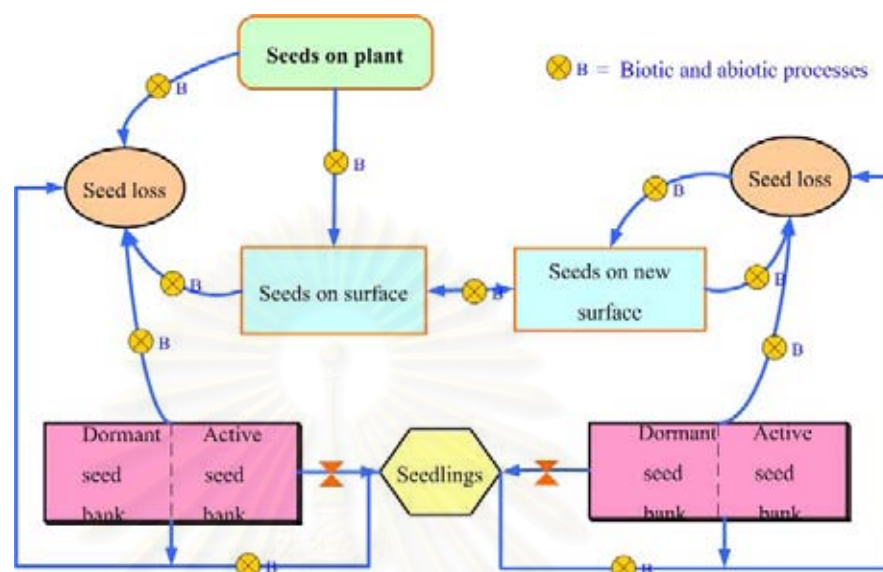 Seeds on plant
B = Biotic and abiotic processes
B
B
B
Seed loss
Seed loss
B
Seeds on surface
B
Seeds on new
surface
B
B
B
B
Dormant
seed
bank
Active
seed
bank
Seedlings
Dormant
seed
bank
Active
seed
bank
B
B